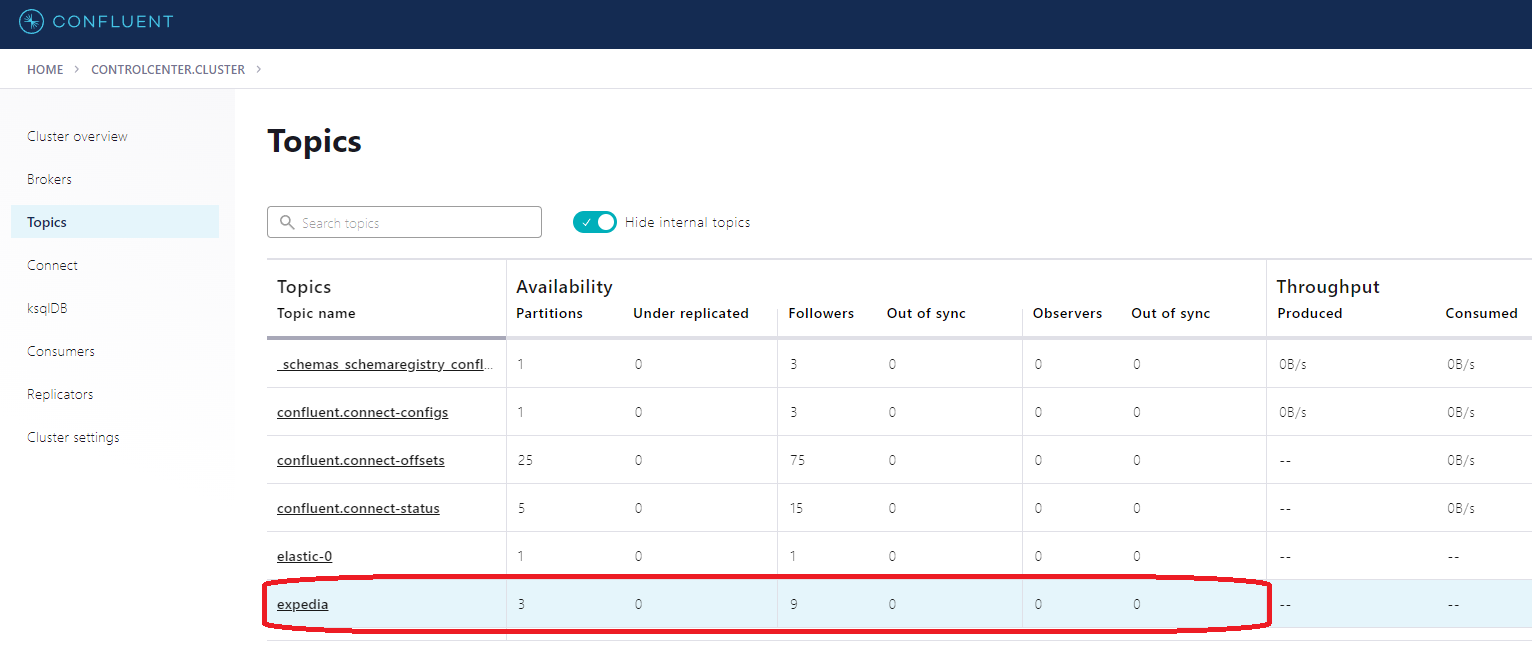 CONFLUENT
HOME > CONTROLCENTER.CLUSTER >
Cluster overview
Brokers
Topics
Connect
ksqlDB
Consumers
Replicators
Cluster settings
Topics
Search topics
Hide internal topics
Topics Availability Throughput
Topic name Partitions Under replicated Followers Out of sync Observers Out of sync Produced Consumed
_schemas_schemaregistry_confl... 1 0 3 0 0 0 0B/s 0B/s
confluent.connect-configs 1 0 3 0 0 0 0B/s 0B/s
confluent.connect-offsets 25 0 75 0 0 0 -- 0B/s
confluent.connect-status 5 0 15 0 0 0 -- 0B/s
elastic-0 1 0 1 0 0 0 -- --
expedia 3 0 9 0 0 0 -- --